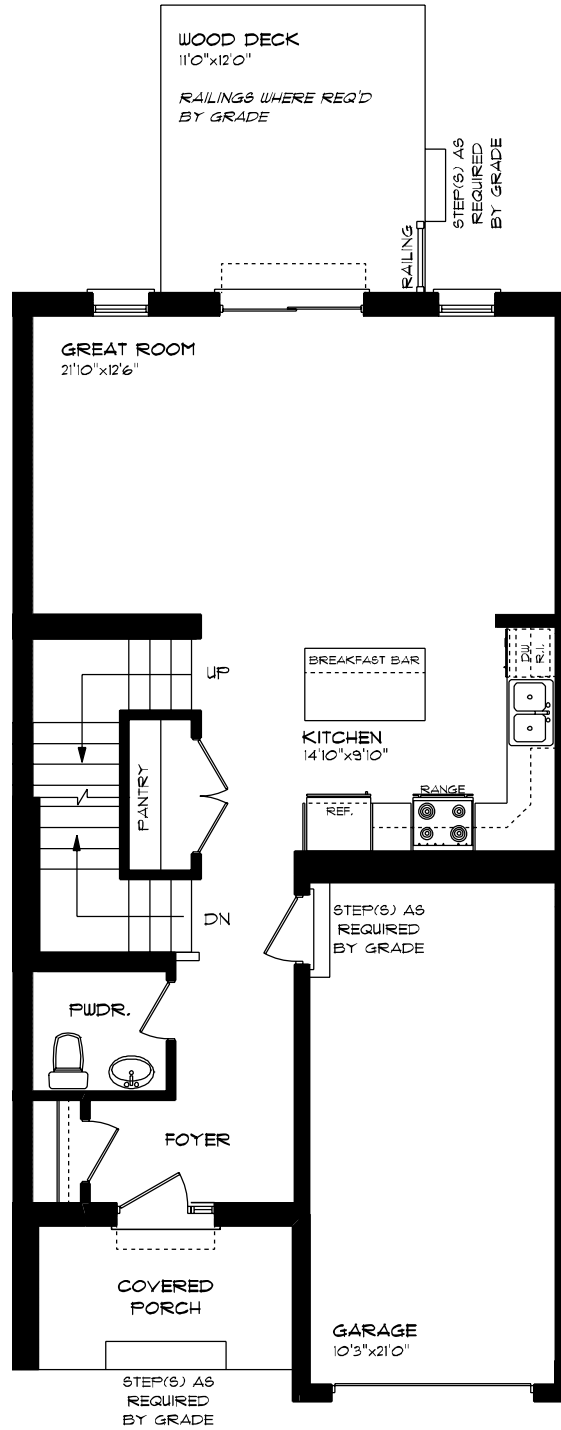 WOOD DECK
11'0"x12'0"
RAILINGS WHERE REQ'D
BY GRADE
STEP(S) AS
REQUIRED
BY GRADE
RAILING
GREAT ROOM
21'10"x12'6"
UP
BREAKFAST BAR
DW
R.I.
KITCHEN
14'10"x9'10"
PANTRY
REF.
RANGE
DN
STEP(S) AS
REQUIRED
BY GRADE
PWDR.
FOYER
COVERED
PORCH
GARAGE
10'3"x21'0"
STEP(S) AS
REQUIRED
BY GRADE